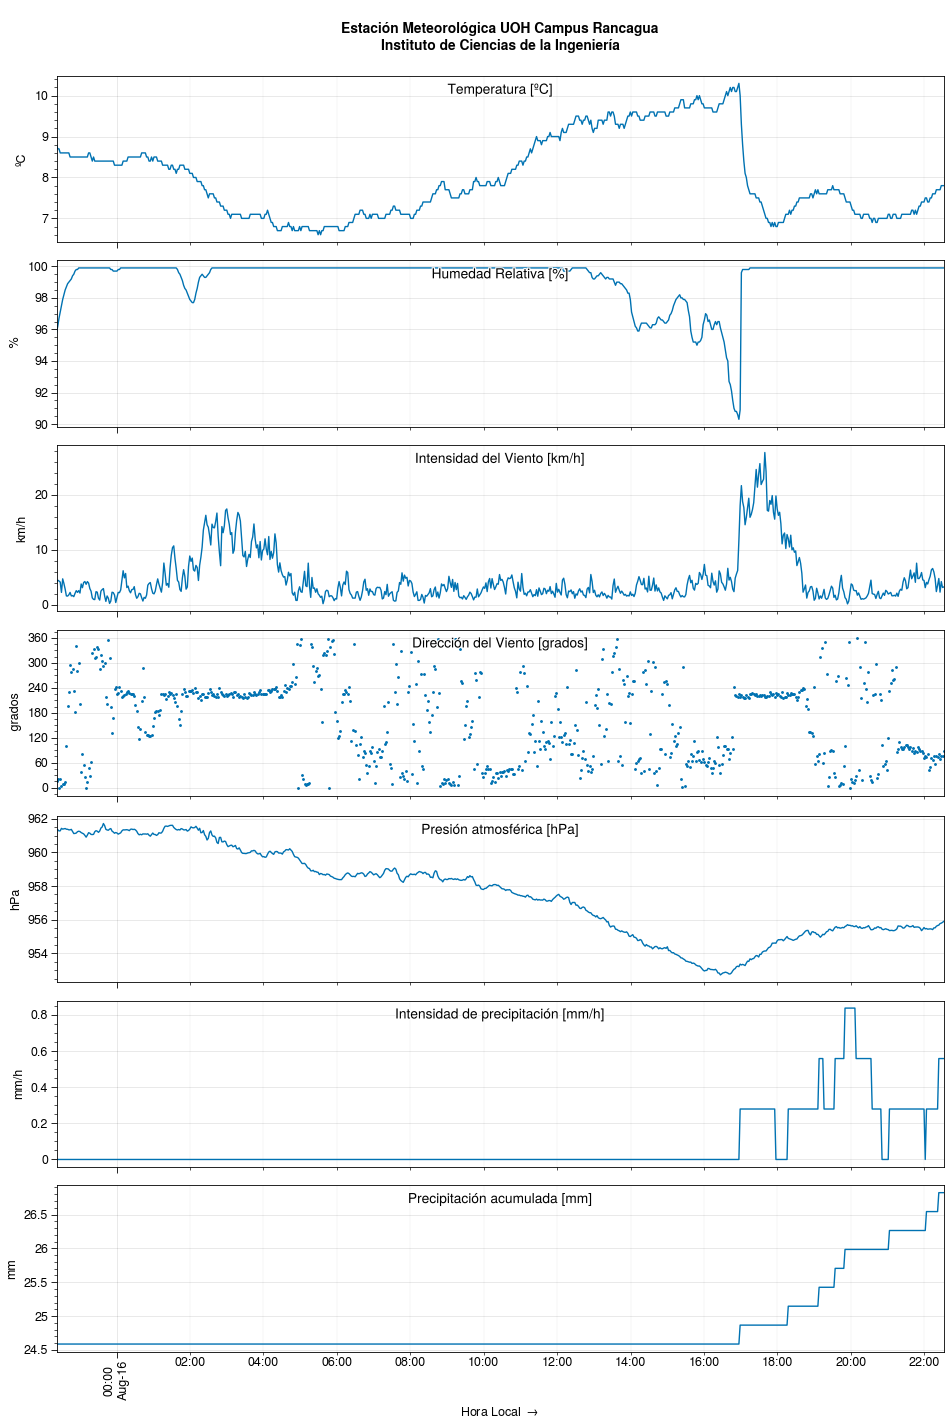 Estación Meteorológica UOH Campus Rancagua
Instituto de Ciencias de la Ingeniería
Temperatura [ºC]
ºC
10
9
8
7
Humedad Relativa [%]
%
100
98
96
94
92
90
Intensidad del Viento [km/h]
km/h
20
10
0
Dirección del Viento [grados]
grados
360
300
240
180
120
60
0
Presión atmosférica [hPa]
hPa
962
960
958
956
954
Intensidad de precipitación [mm/h]
mm/h
0.8
0.6
0.4
0.2
0
Precipitación acumulada [mm]
mm
26.5
26
25.5
25
24.5
00:00
Aug-16
02:00
04:00
06:00
08:00
10:00
12:00
14:00
16:00
18:00
20:00
22:00
Hora Local →